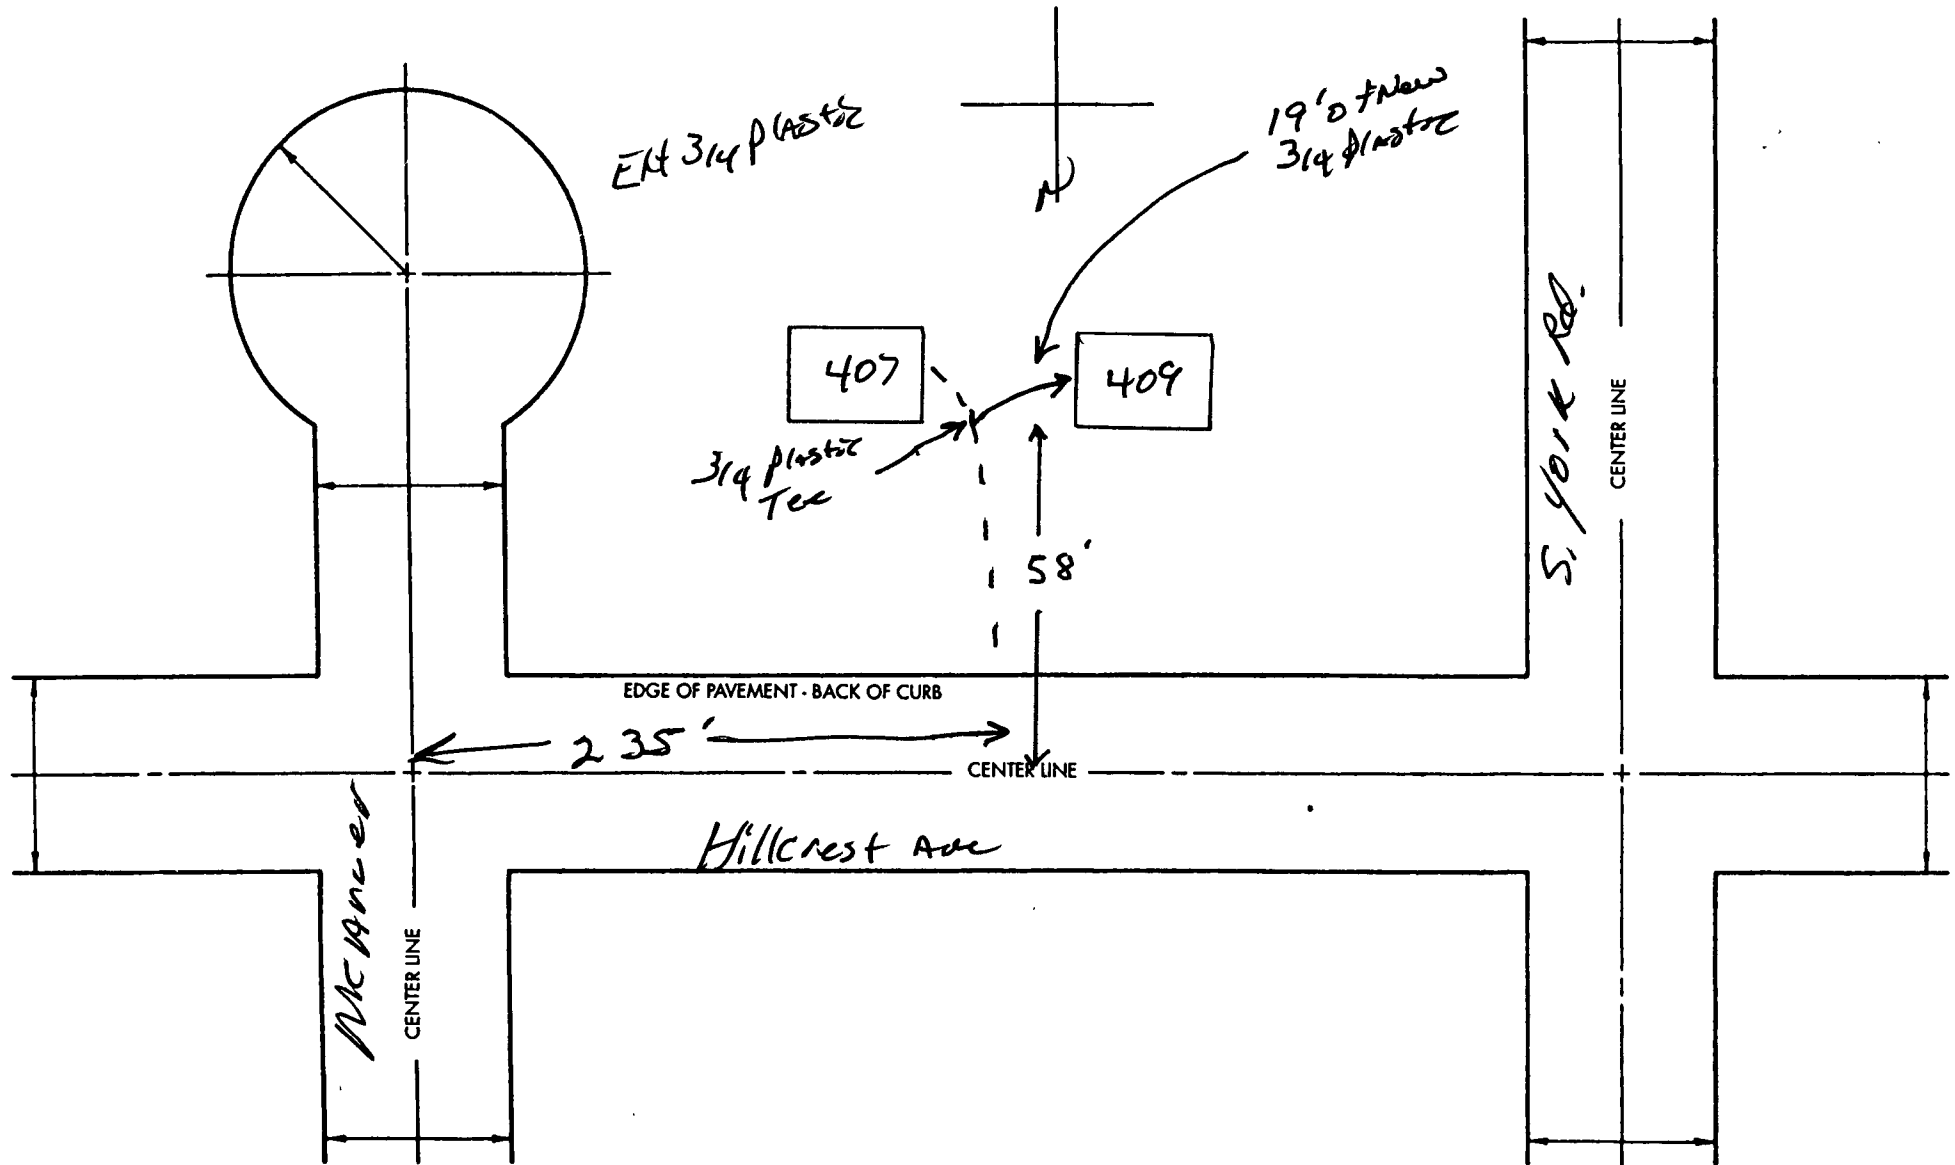 3/4 plastic
19' of New
3/4 plastic
N
407
409
3/4 plastic
Tee
58'
S. York Rd.
CENTER LINE
EDGE OF PAVEMENT - BACK OF CURB
235'
CENTER LINE
Hillcrest Ave
CENTER LINE